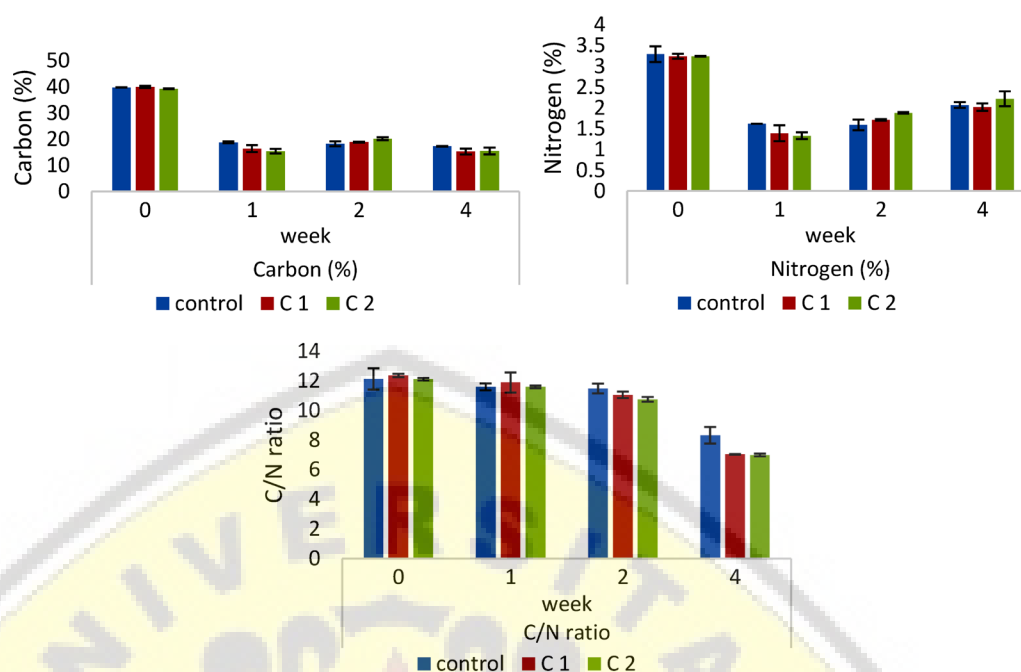 50
40
30
20
10
0
Carbon (%)
0 1 2 4
week
Carbon (%)
control C 1 C 2
4
3.5
3
2.5
2
1.5
1
0.5
0
Nitrogen (%)
0 1 2 4
week
Nitrogen (%)
control C 1 C 2
14
12
10
8
6
4
2
0
C/N ratio
0 1 2 4
week
C/N ratio
control C 1 C 2
NIVERSITA